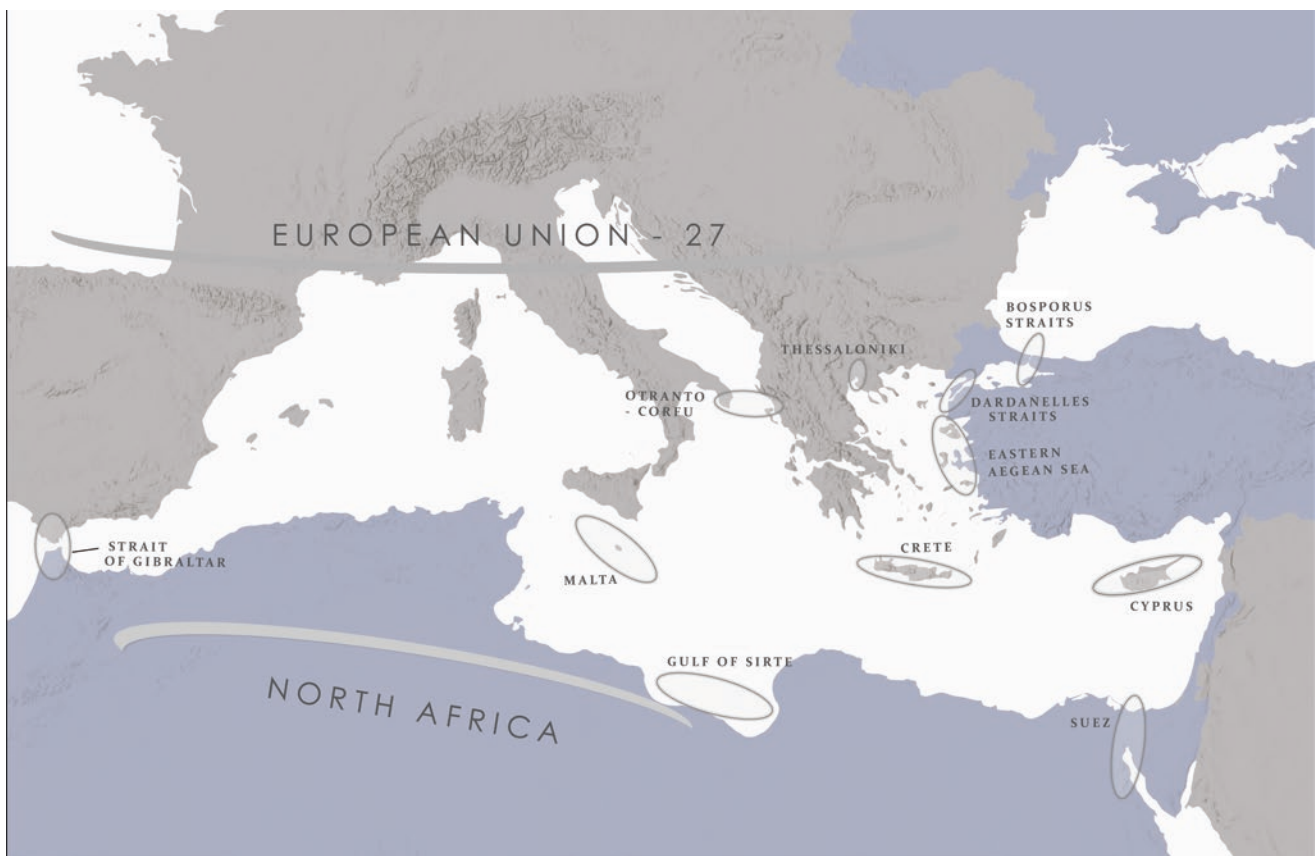 EUROPEAN UNION - 27
BOSPORUS
STRAITS
THESSALONIKI
OTRANTO
- CORFU
DARDANELLES
STRAITS
EASTERN
AEGEAN SEA
STRAIT
OF GIBRALTAR
CRETE
MALTA
CYPRUS
GULF OF SIRTE
NORTH AFRICA
SUEZ